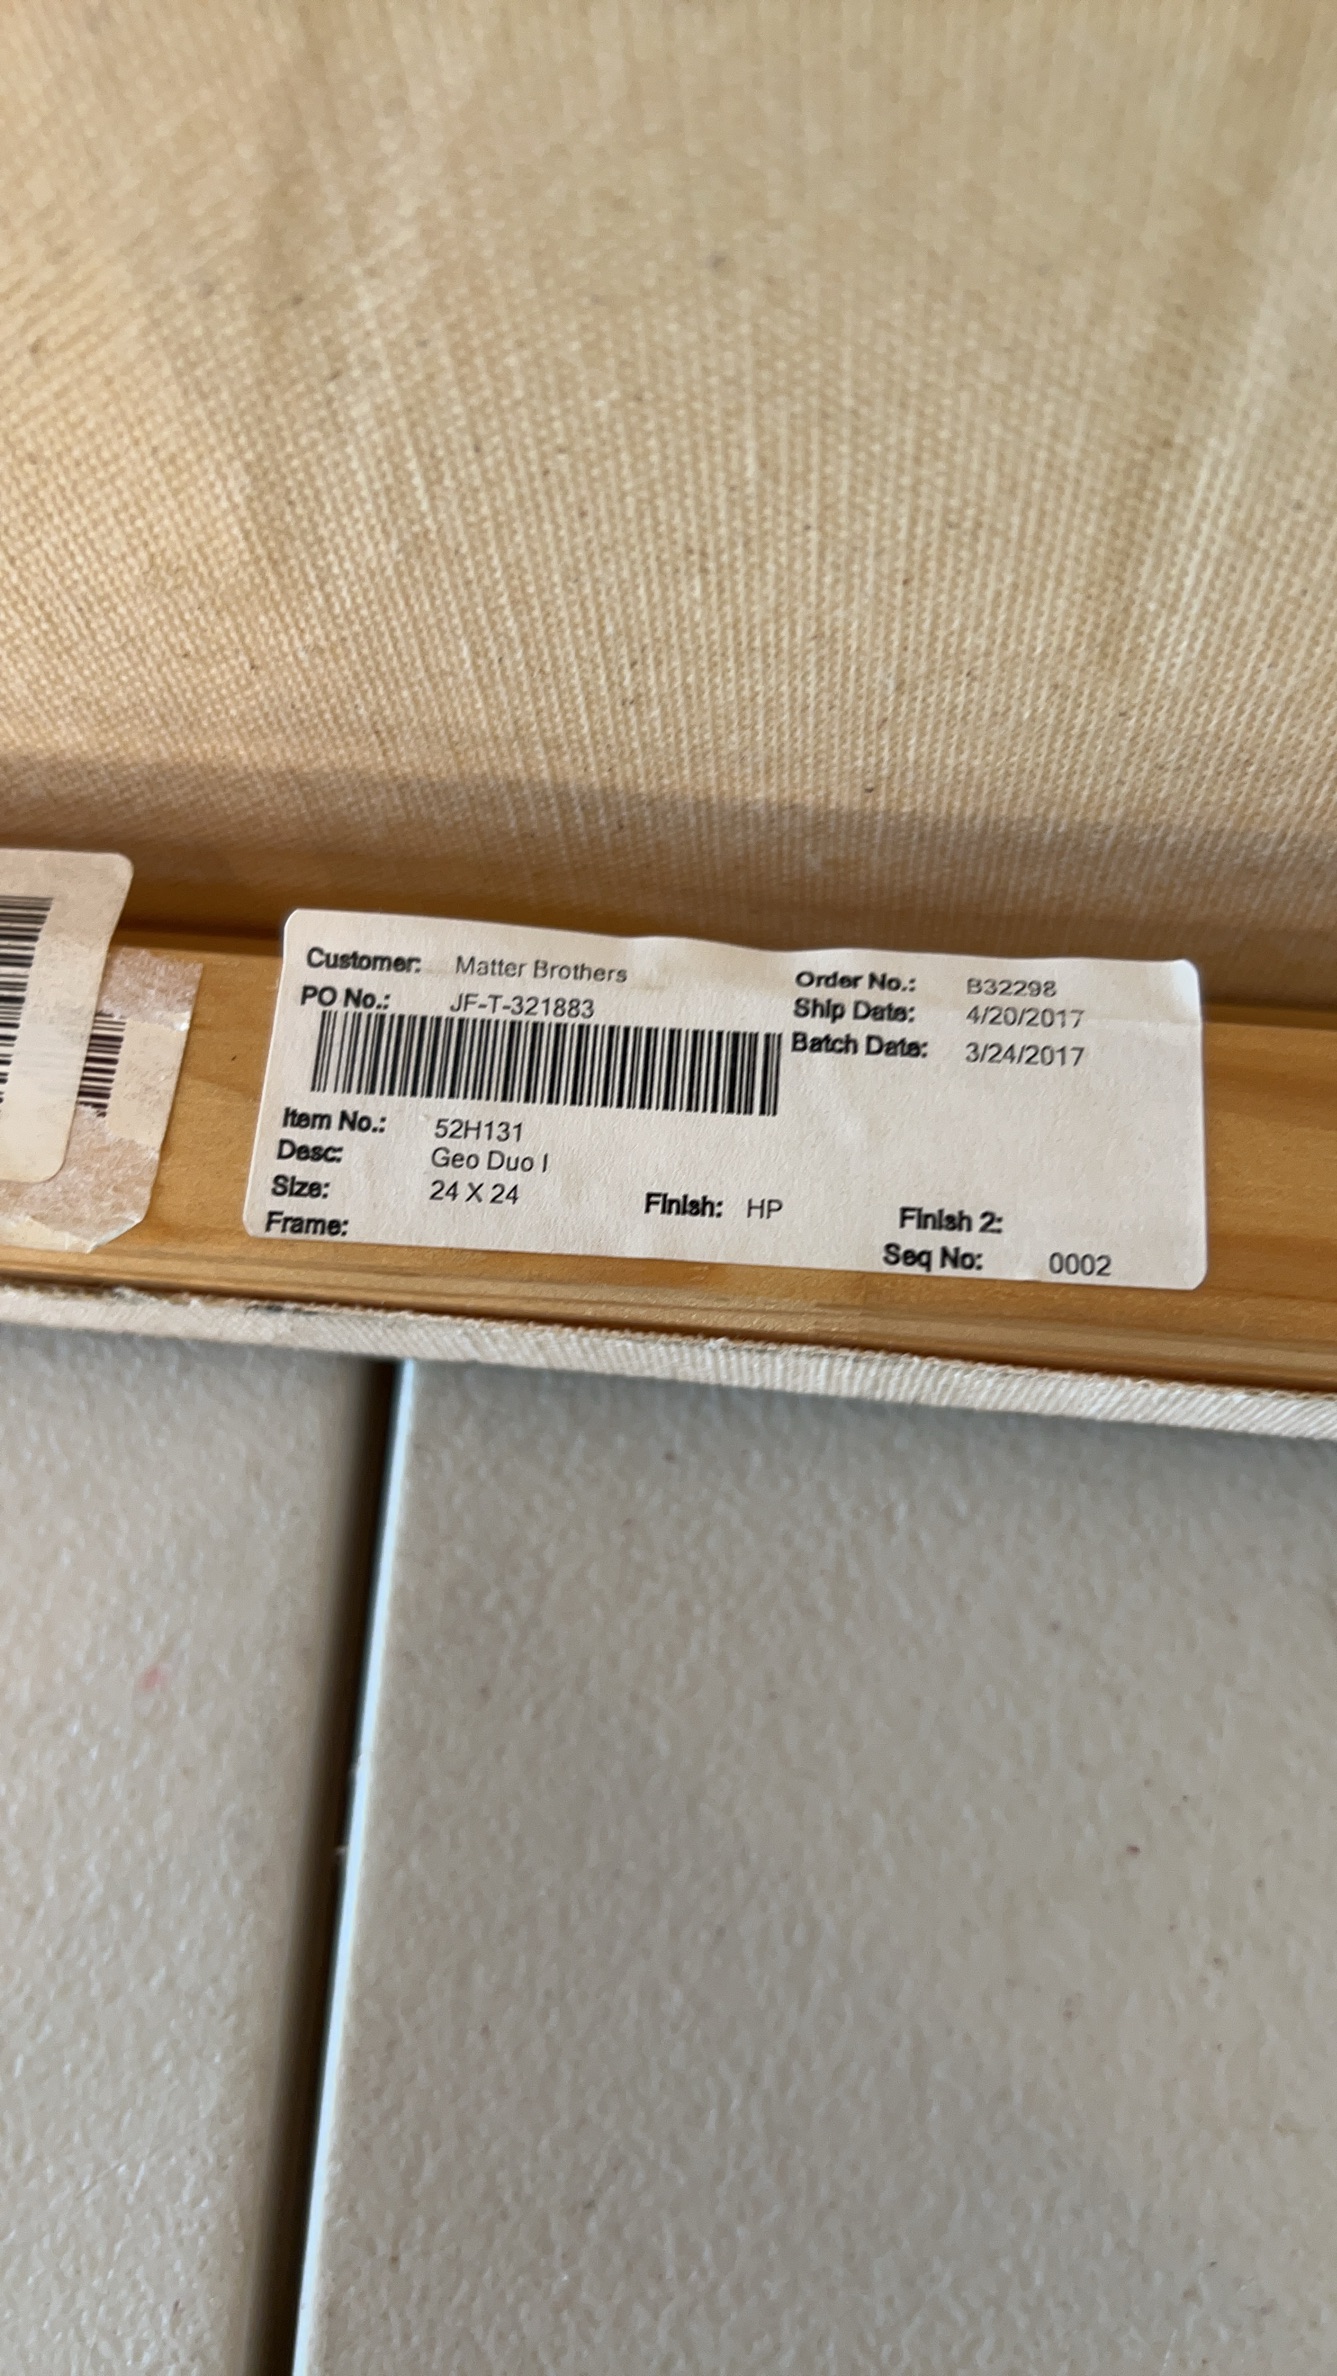 Customer: Matter Brothers Order No.: B32298
PO No.: JF-T-321883 Ship Date: 4/20/2017
Batch Date: 3/24/2017
Item No.: 52H131
Desc: Geo Duo I
Size: 24 X 24 Finish: HP Finish 2:
Frame: Seq No: 0002